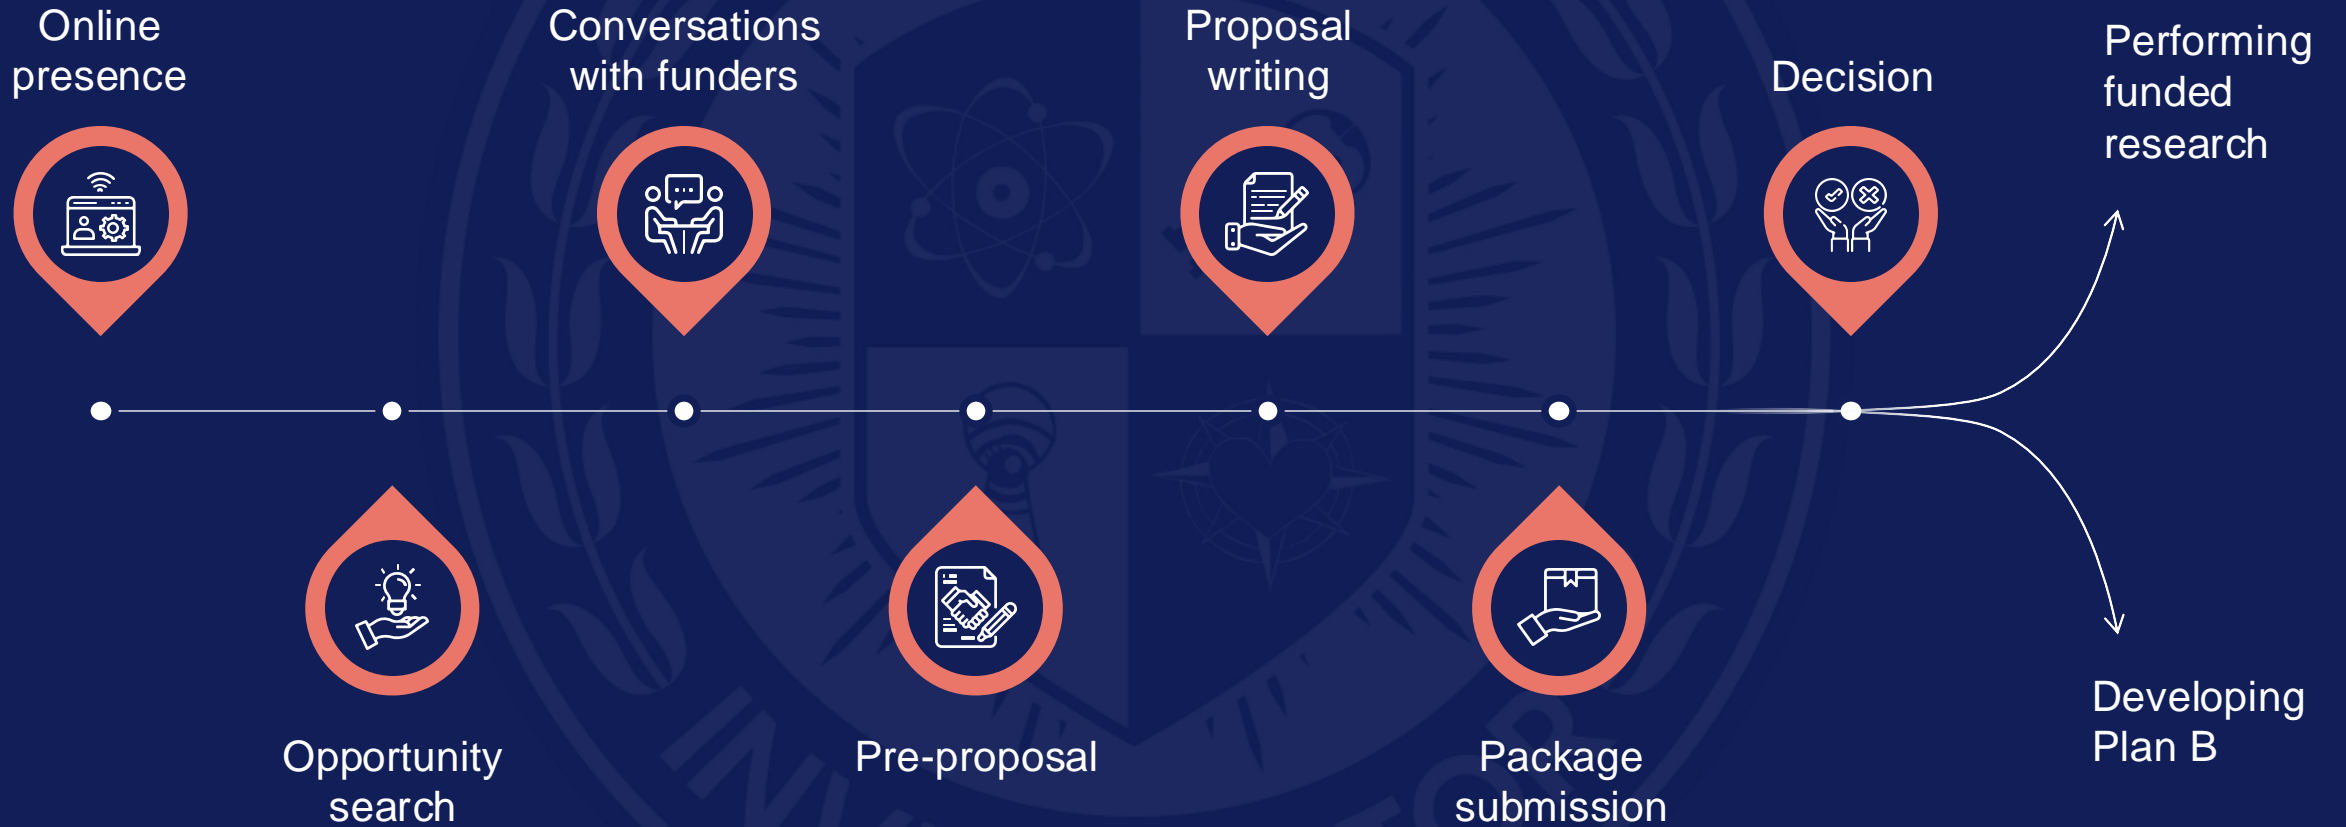 Online
presence
Conversations
with funders
Proposal
writing
Decision
Performing
funded
research
Opportunity
search
Pre-proposal
Package
submission
Developing
Plan B